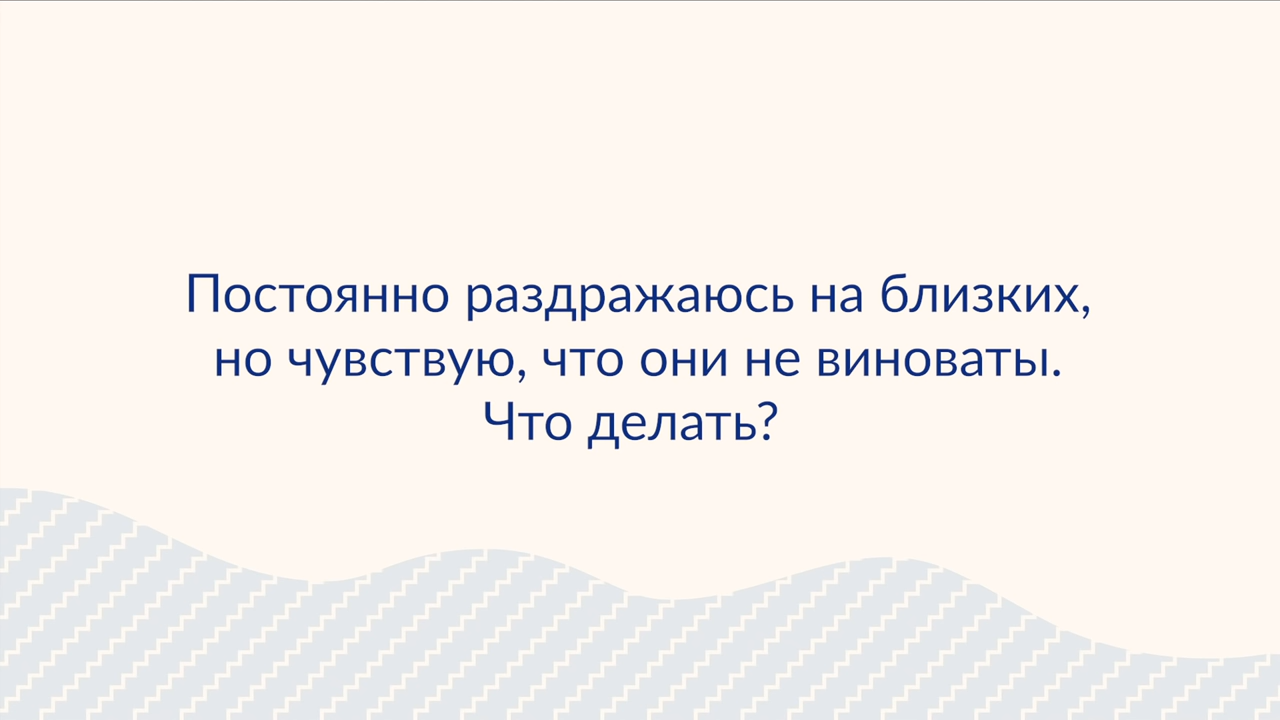 Постоянно раздражаюсь на близких,
но чувствую, что они не виноваты.
Что делать?